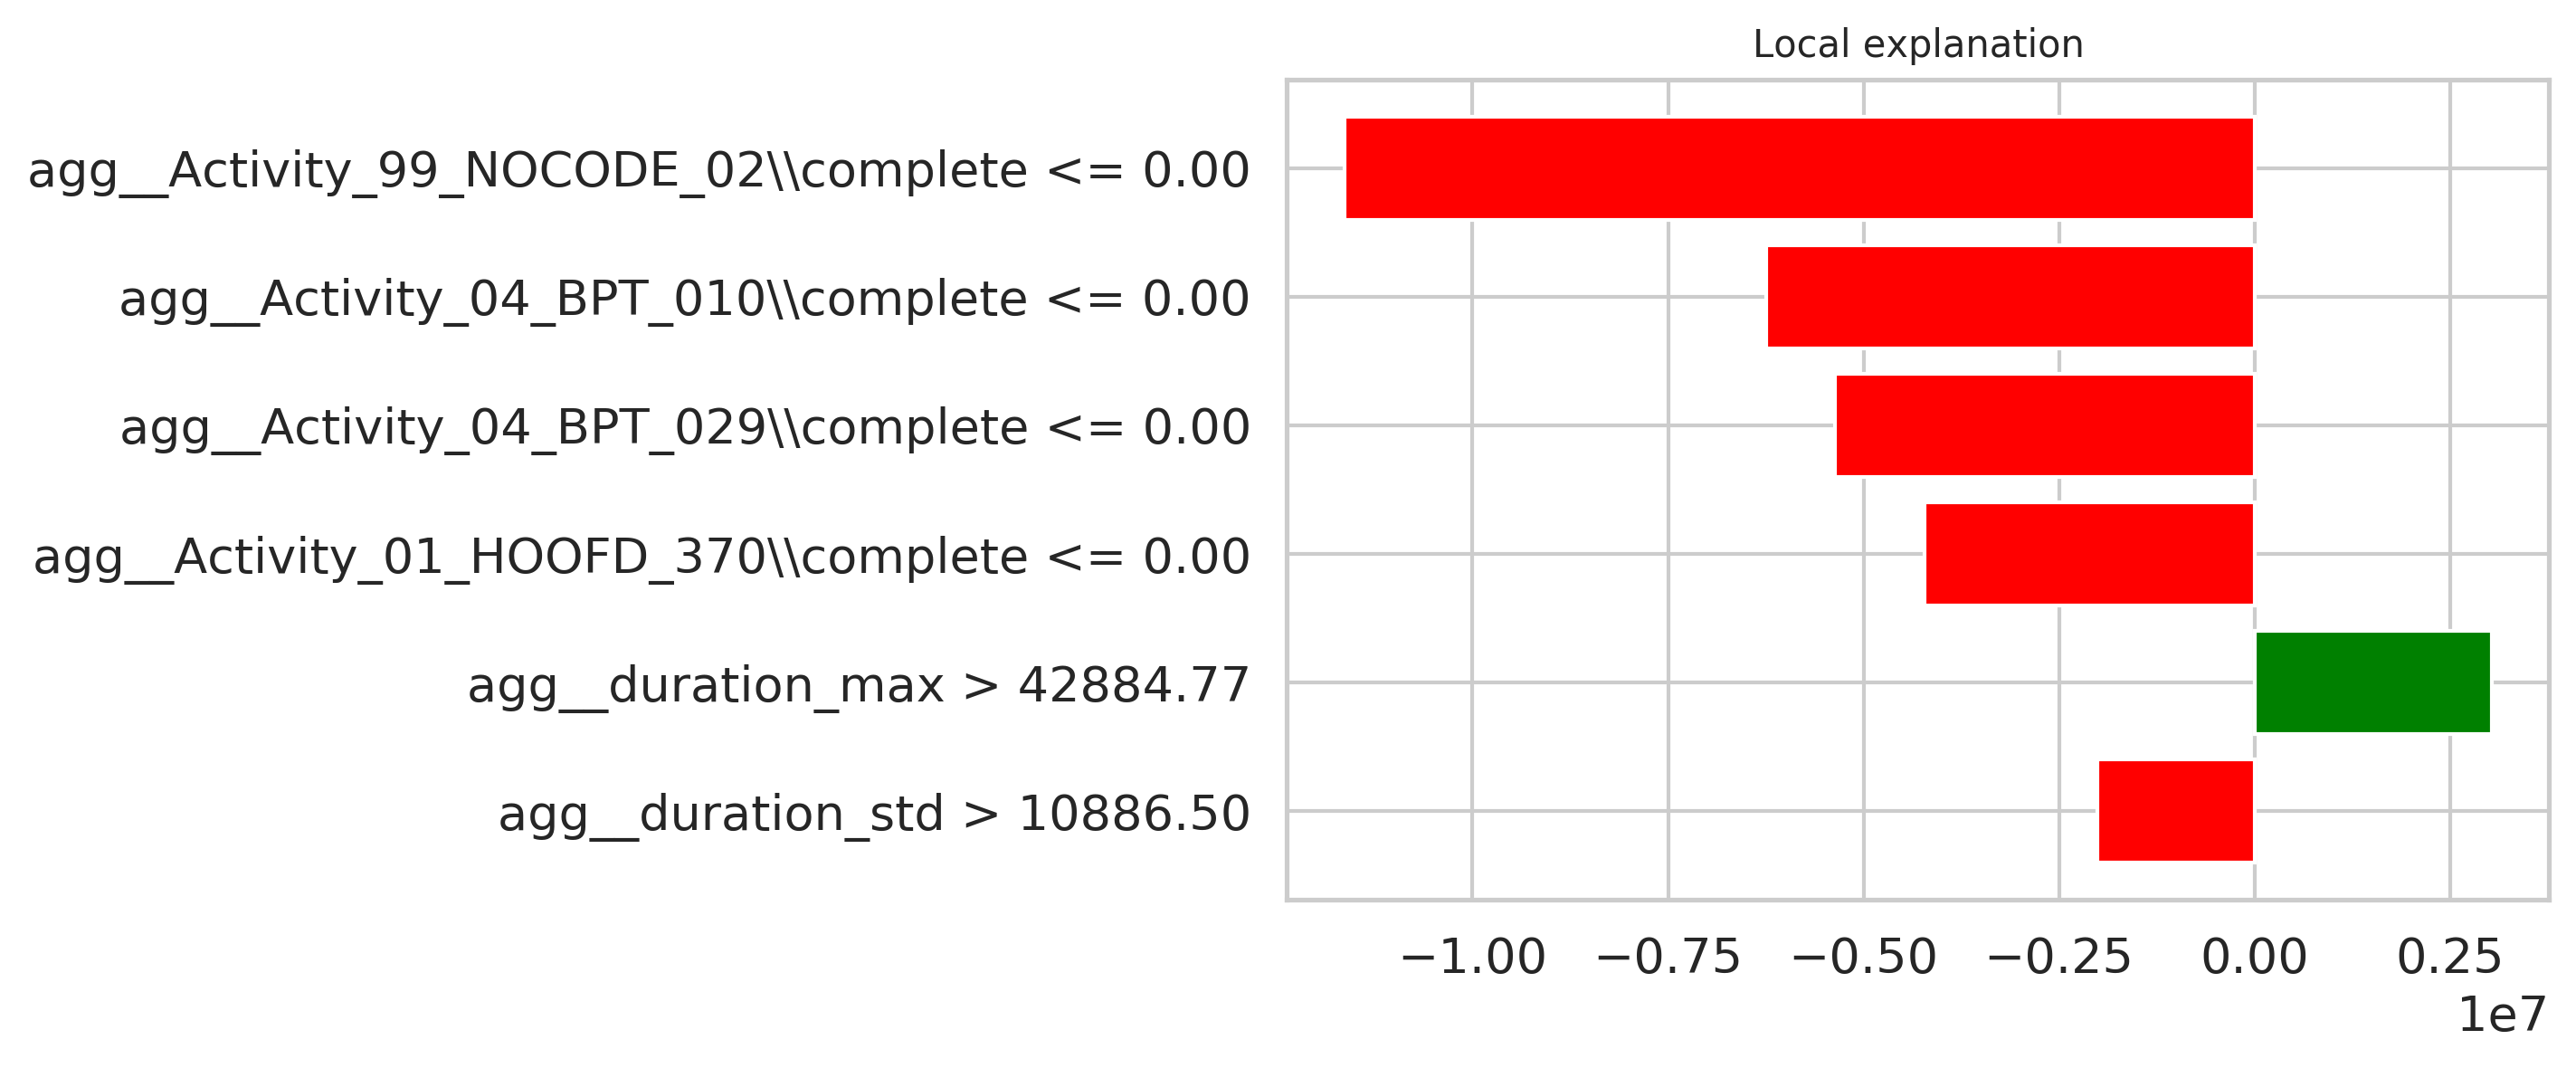 Local explanation
agg__Activity_99_NOCODE_02\\complete <= 0.00
agg__Activity_04_BPT_010\\complete <= 0.00
agg__Activity_04_BPT_029\\complete <= 0.00
agg__Activity_01_HOOFD_370\\complete <= 0.00
agg__duration_max > 42884.77
agg__duration_std > 10886.50
−1.00 −0.75 −0.50 −0.25 0.00 0.25
1e7